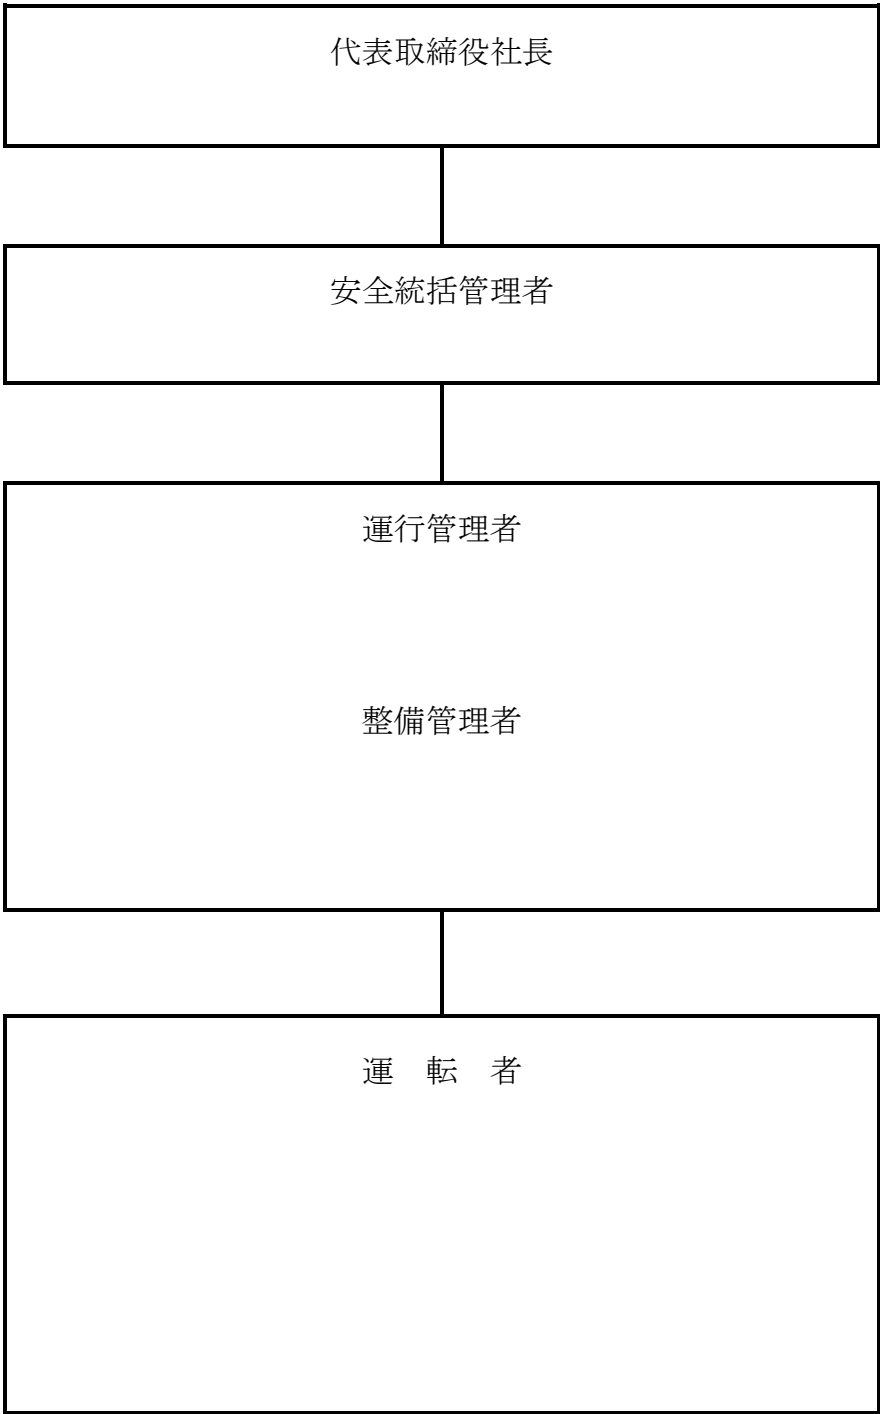 代表取締役社長
安全統括管理者
運行管理者
整備管理者
運　転　者